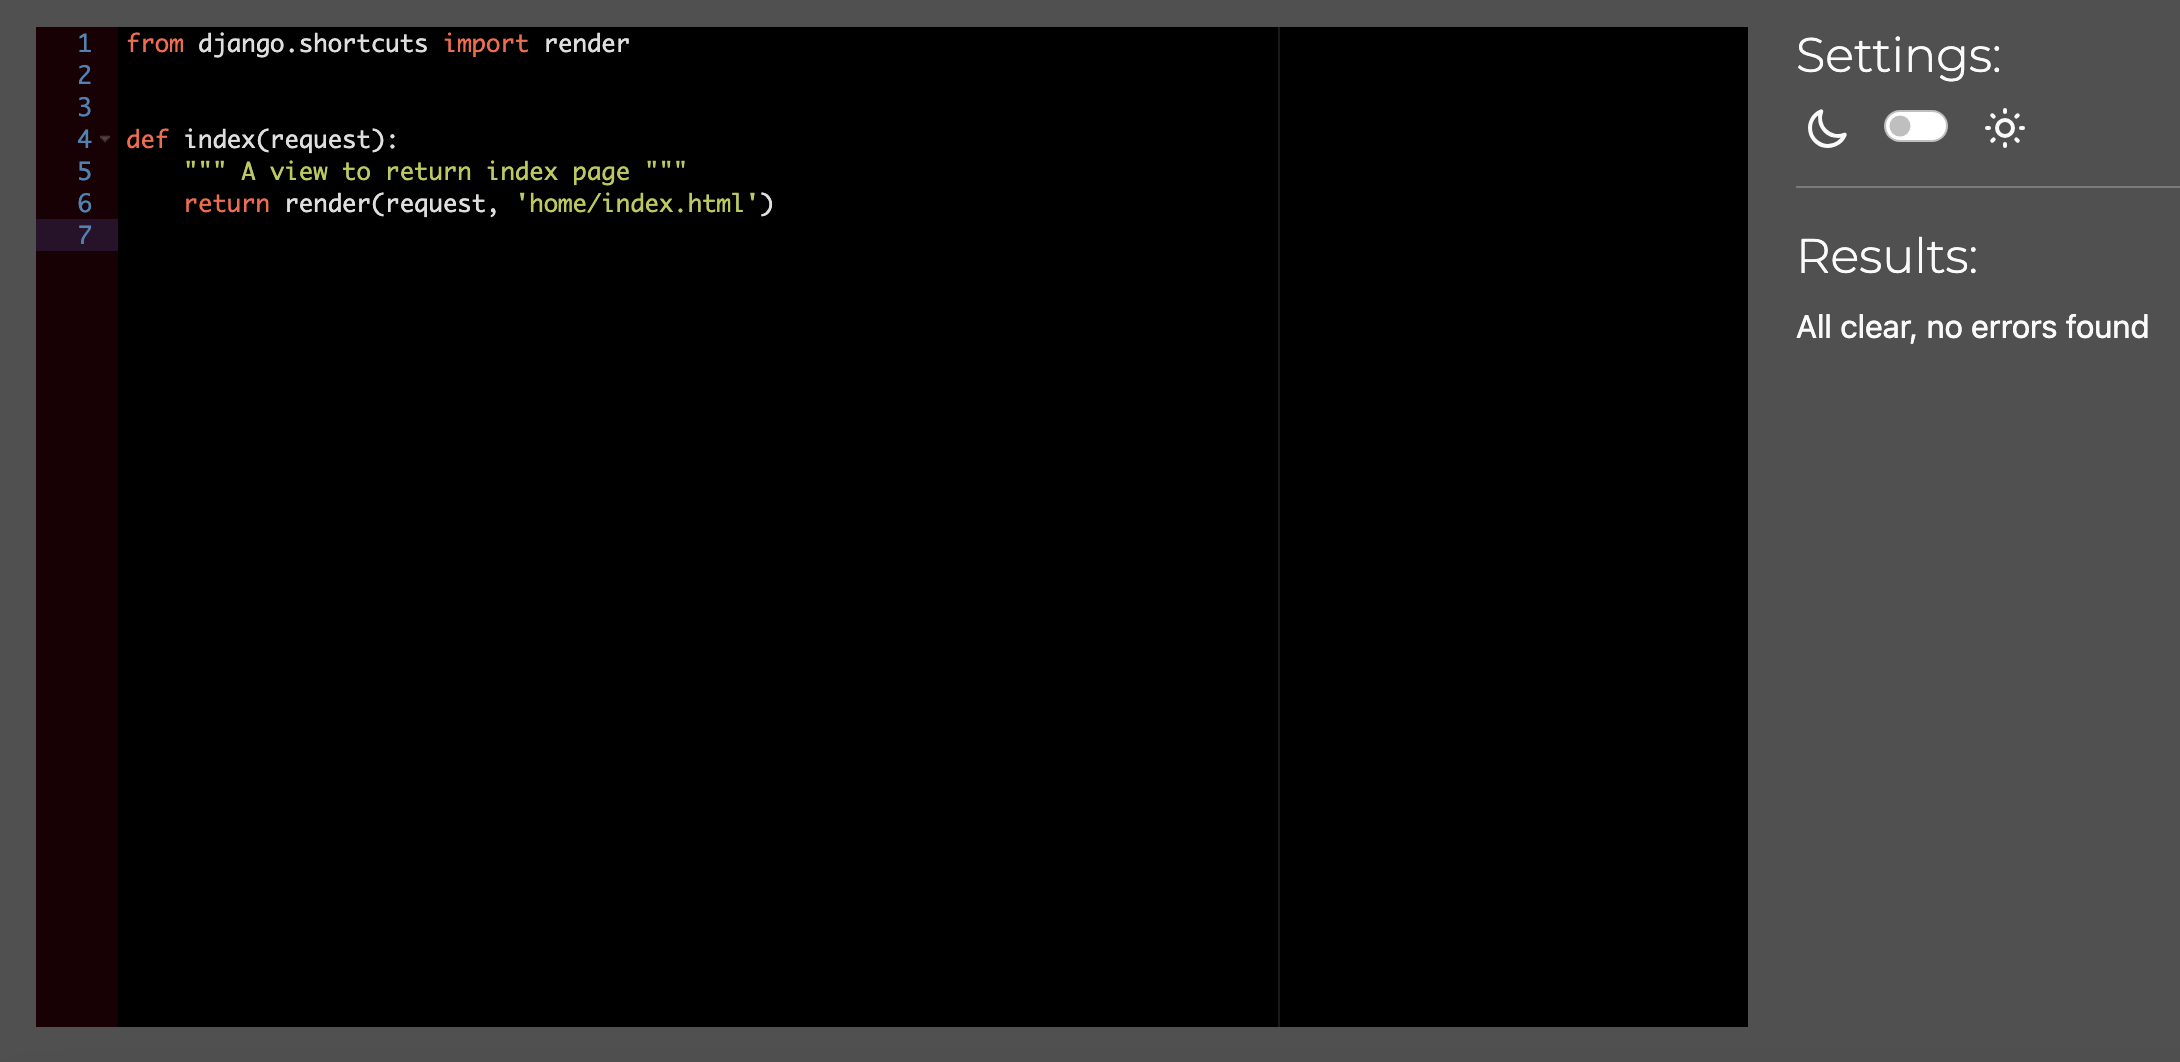 1 from django.shortcuts import render
2
3
4 def index(request):
5     """ A view to return index page """
6     return render(request, 'home/index.html')
7
Settings:
Results:
All clear, no errors found